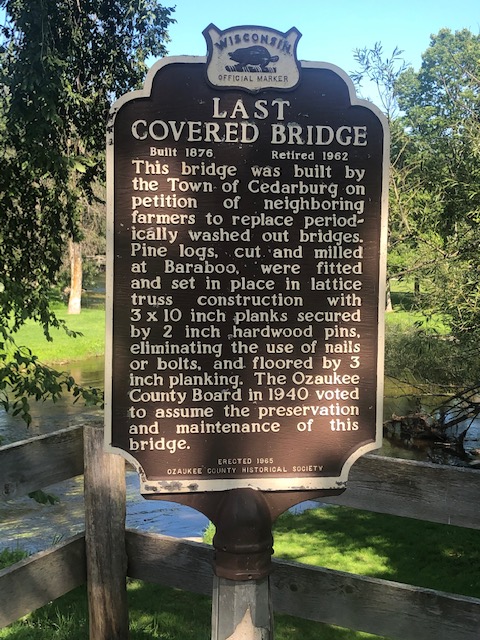 WISCONSIN
OFFICIAL MARKER
LAST
COVERED BRIDGE
Built 1876 Retired 1962
This bridge was built by
the Town of Cedarburg on
petition of neighboring
farmers to replace period-
ically washed out bridges.
Pine logs, cut and milled
at Baraboo, were fitted
and set in place in lattice
truss construction with
3 x 10 inch planks secured
by 2 inch hardwood pins,
eliminating the use of nails
or bolts, and floored by 3
inch planking. The Ozaukee
County Board in 1940 voted
to assume the preservation
and maintenance of this
bridge.
ERECTED 1965
OZAUKEE COUNTY HISTORICAL SOCIETY